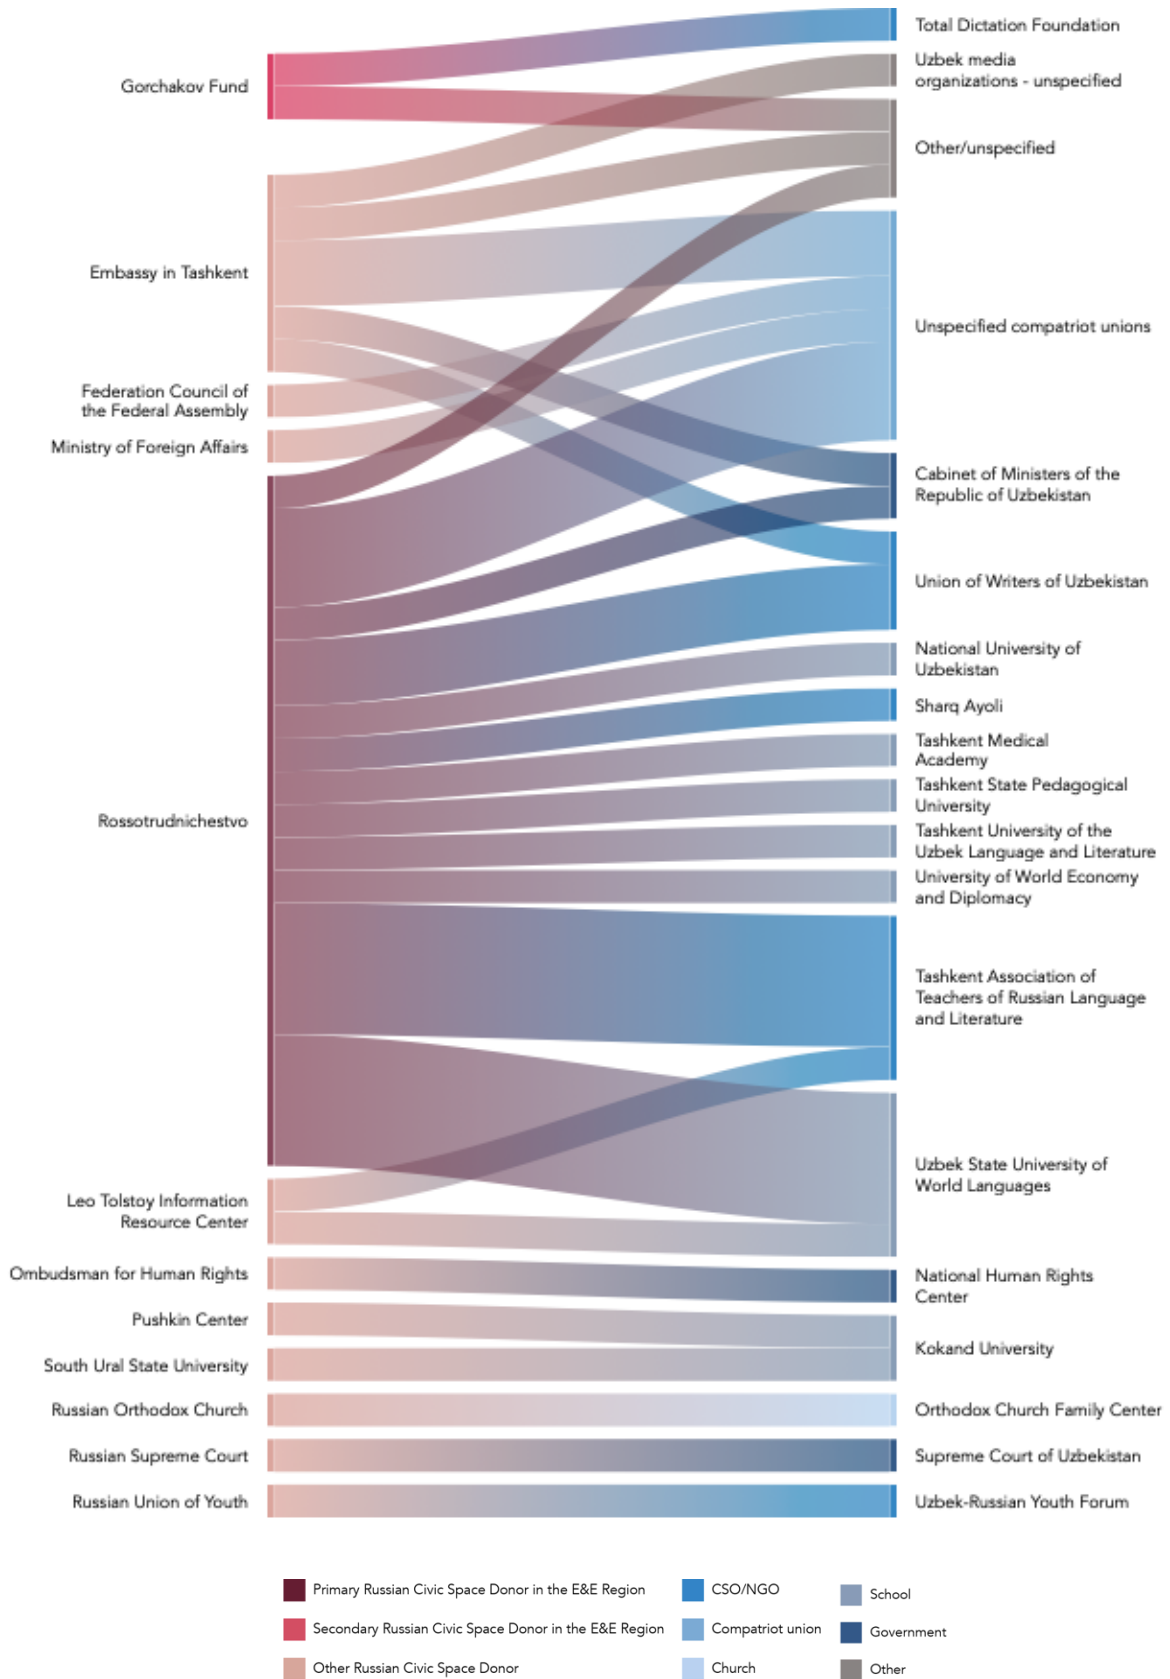 Gorchakov Fund
Embassy in Tashkent
Federation Council of
the Federal Assembly
Ministry of Foreign Affairs
Rossotrudnichestvo
Leo Tolstoy Information
Resource Center
Ombudsman for Human Rights
Pushkin Center
South Ural State University
Russian Orthodox Church
Russian Supreme Court
Russian Union of Youth
Total Dictation Foundation
Uzbek media
organizations - unspecified
Other/unspecified
Unspecified compatriot unions
Cabinet of Ministers of the
Republic of Uzbekistan
Union of Writers of Uzbekistan
National University of
Uzbekistan
Sharq Ayoli
Tashkent Medical
Academy
Tashkent State Pedagogical
University
Tashkent University of the
Uzbek Language and Literature
University of World Economy
and Diplomacy
Tashkent Association of
Teachers of Russian Language
and Literature
Uzbek State University of
World Languages
National Human Rights
Center
Kokand University
Orthodox Church Family Center
Supreme Court of Uzbekistan
Uzbek-Russian Youth Forum
Primary Russian Civic Space Donor in the E&E Region
Secondary Russian Civic Space Donor in the E&E Region
Other Russian Civic Space Donor
CSO/NGO
Compatriot union
Church
School
Government
Other